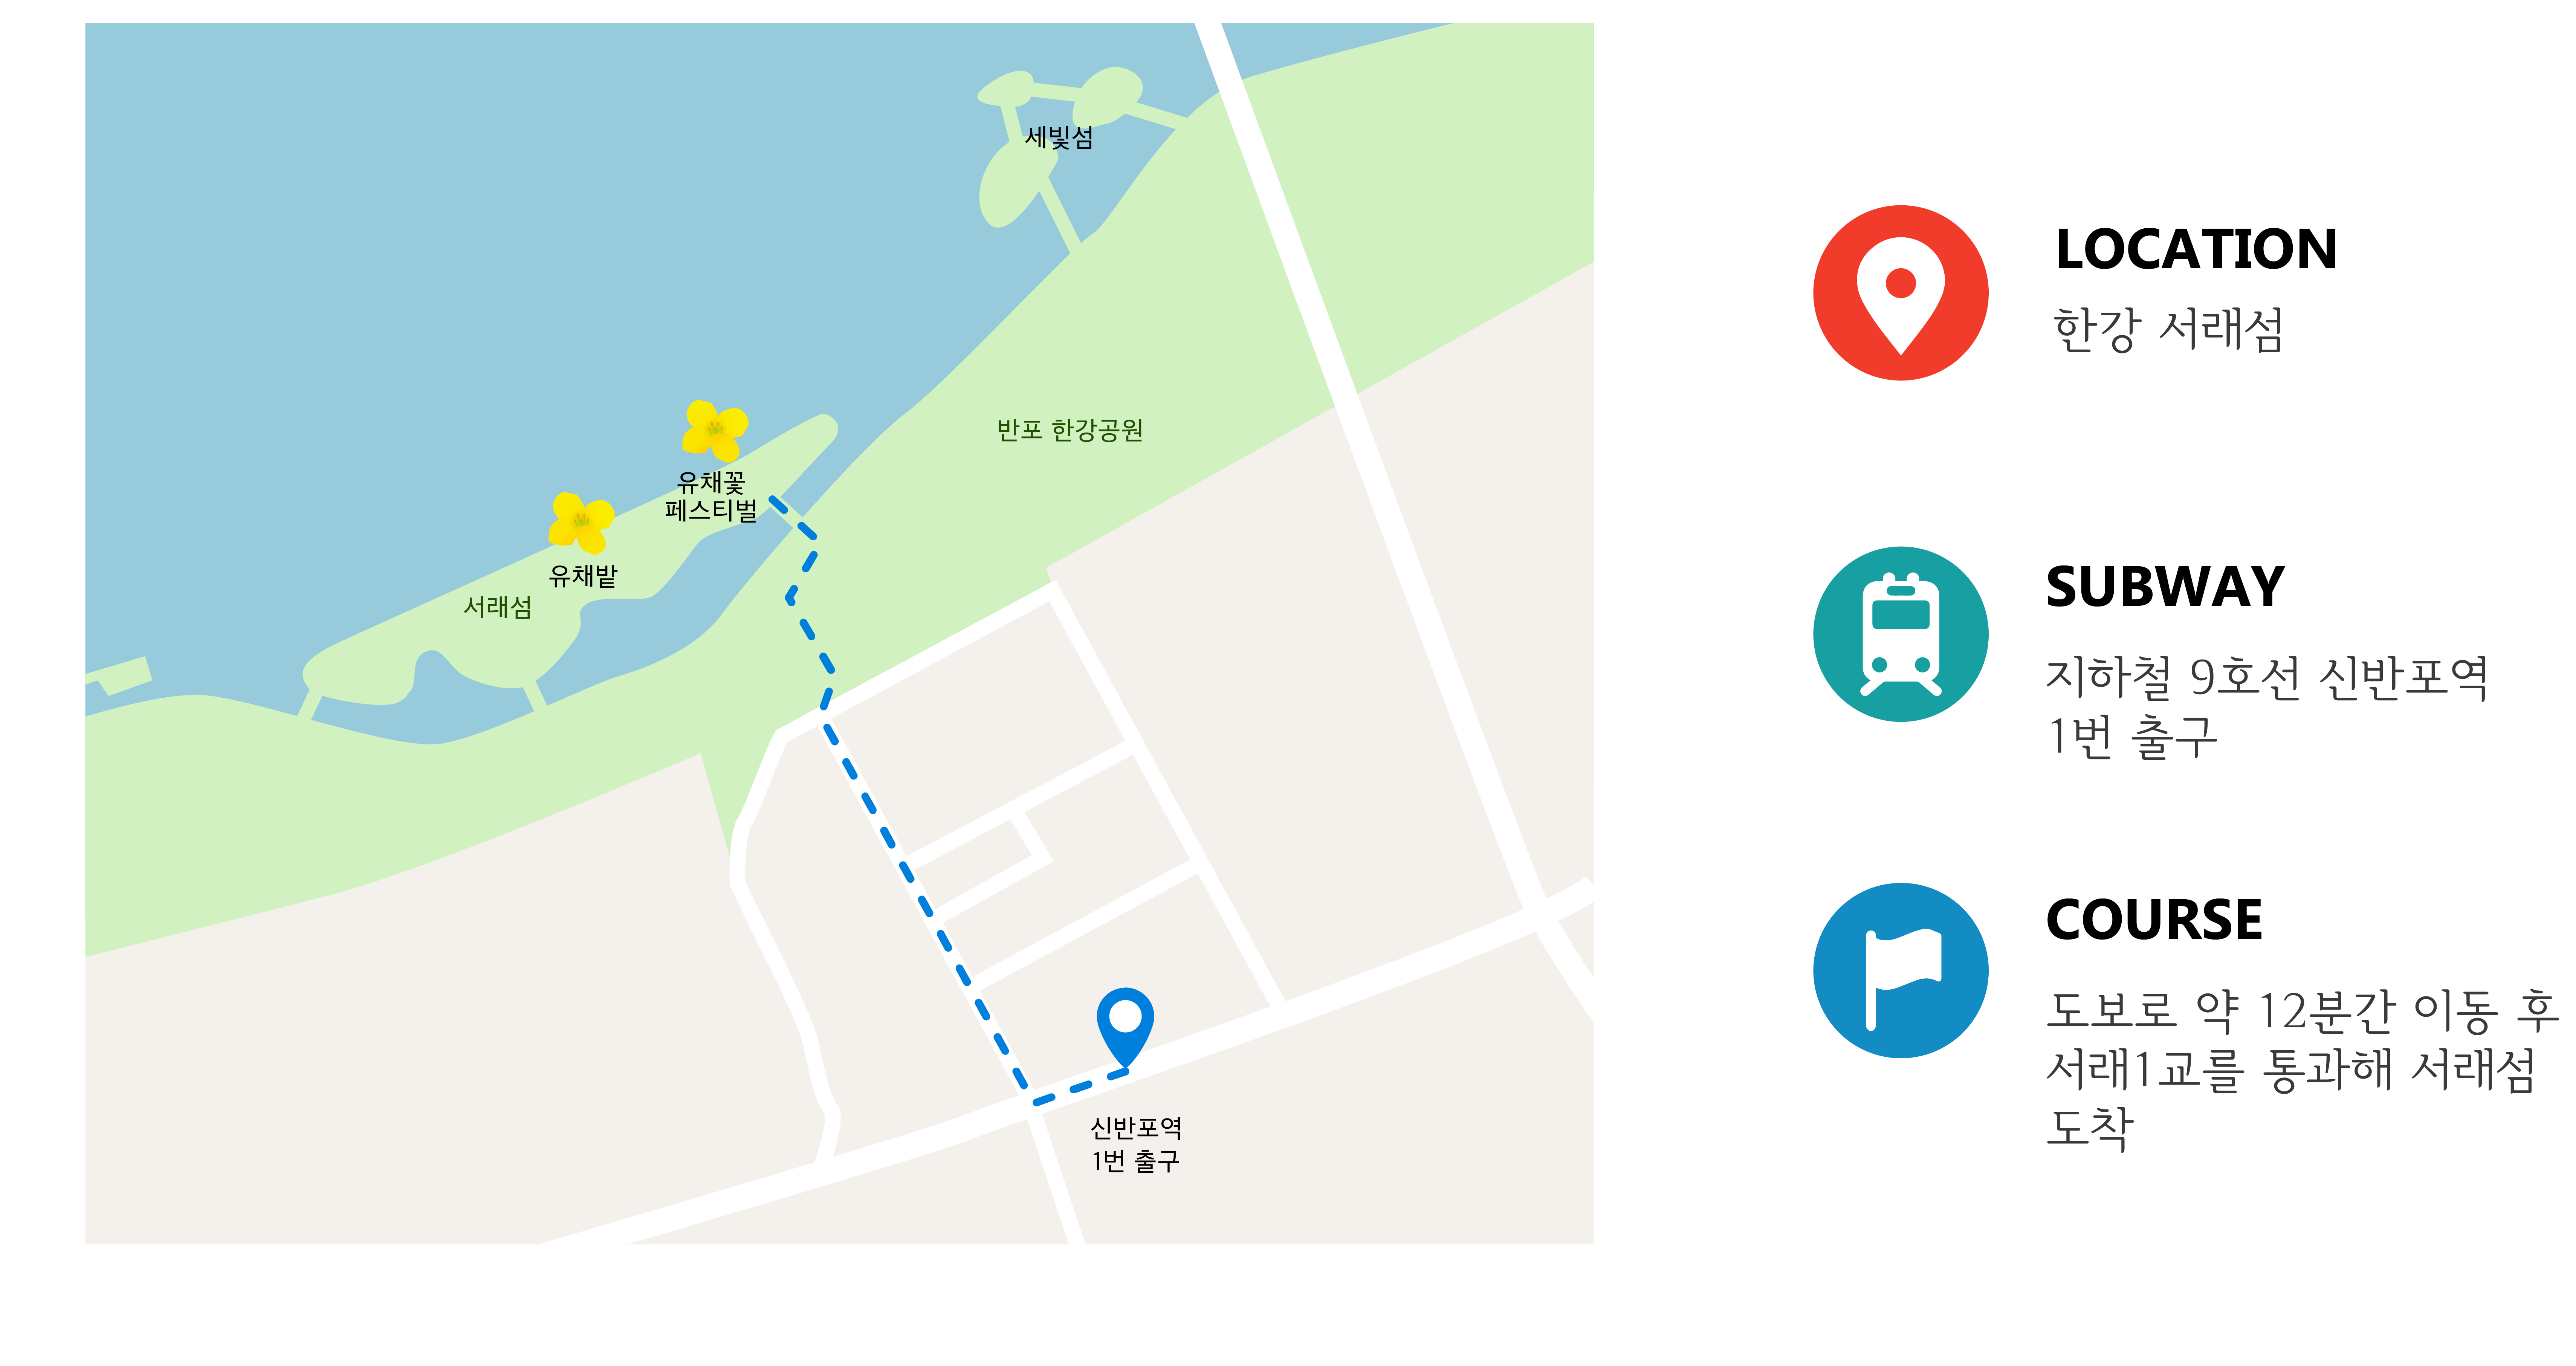 세빛섬
반포 한강공원
유채꽃
페스티벌
유채밭
서래섬
신반포역
1번 출구
LOCATION
한강 서래섬
SUBWAY
지하철 9호선 신반포역
1번 출구
COURSE
도보로 약 12분간 이동 후
서래1교를 통과해 서래섬
도착